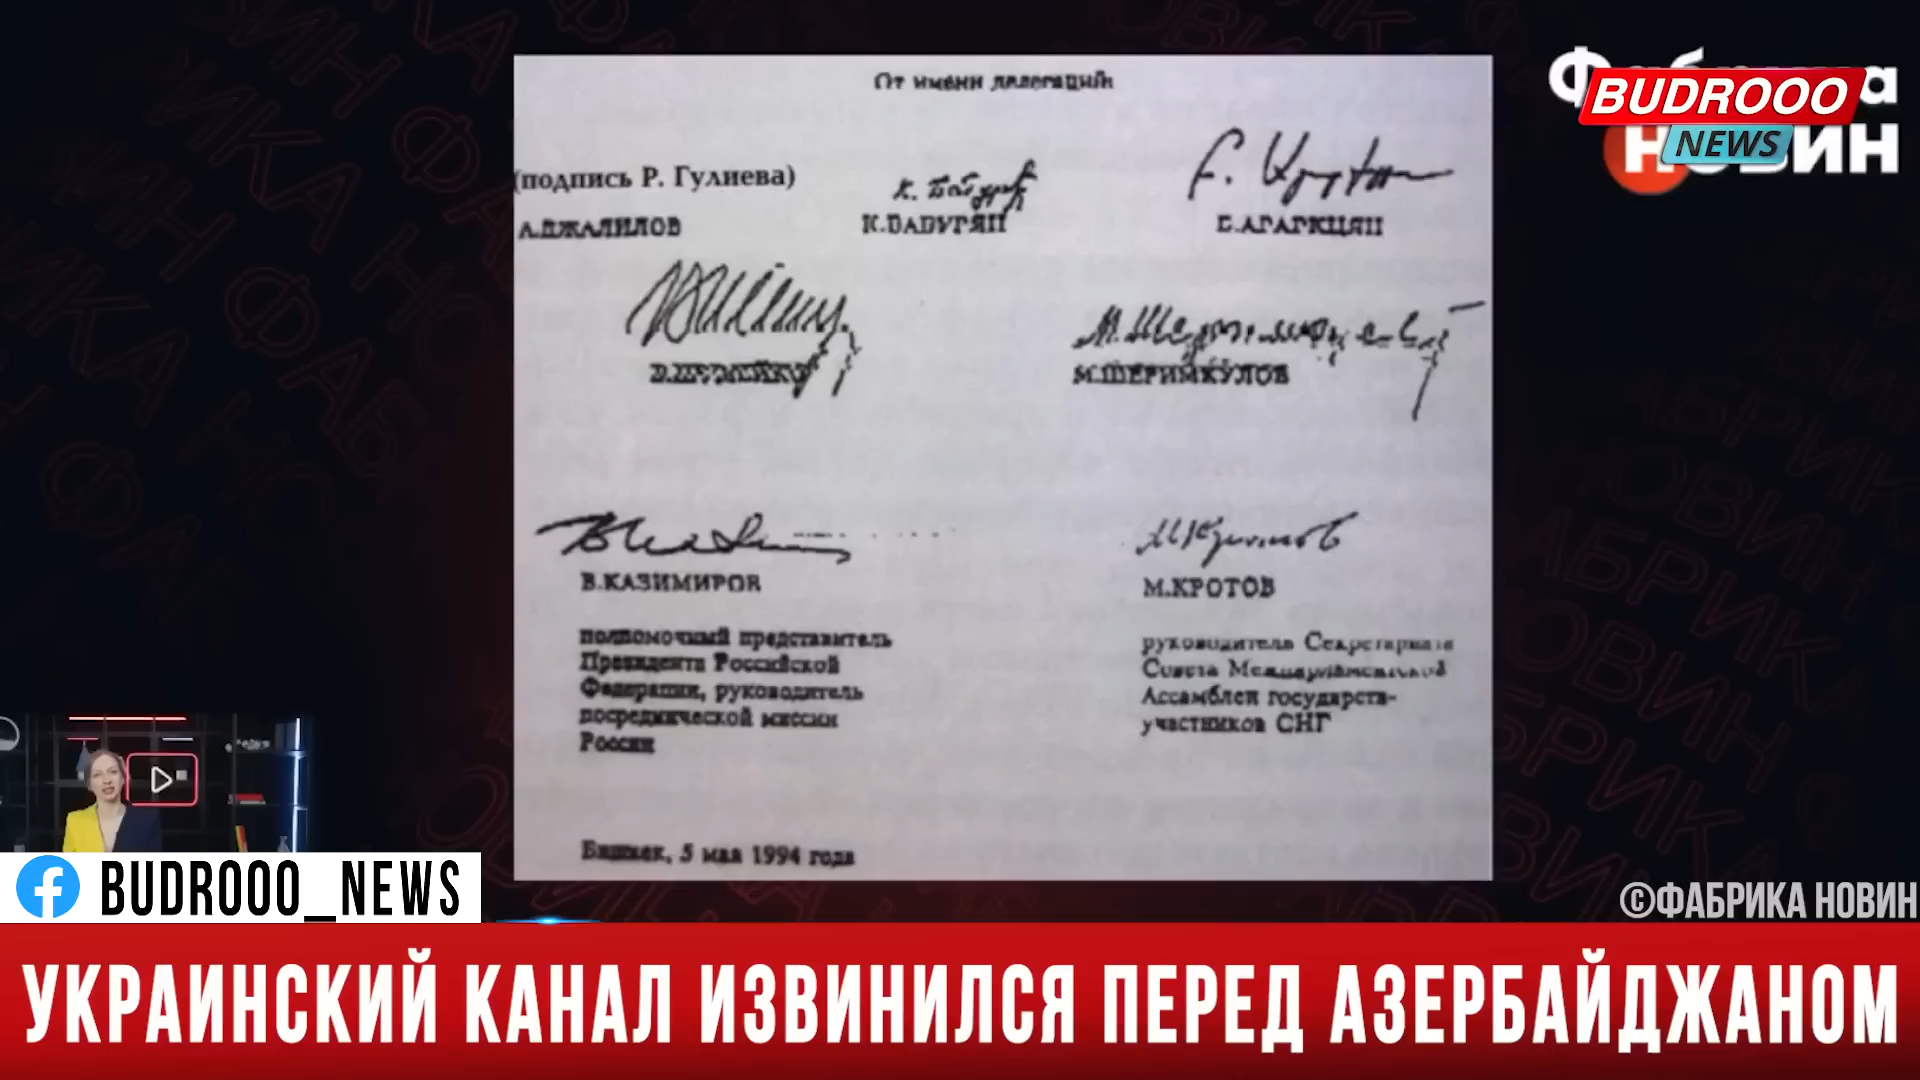 От имени делегаций
(подпись Р. Гулиева)
А.ДЖАЛИЛОВ К.БАБУРЯН
М.ШЕРИМКУЛОВ
В.КАЗИМИРОВ
полномочный представитель
Президента Российской
Федерации, руководитель
посреднической миссии
России
М.КРОТОВ
руководитель Секретариата
Совета Межпарламентской
Ассамблеи государств-
участников СНГ
Бишкек, 5 мая 1994 года
BUDROOO
NEWS
BUDROOO_NEWS
©ФАБРИКА НОВИН
УКРАИНСКИЙ КАНАЛ ИЗВИНИЛСЯ ПЕРЕД АЗЕРБАЙДЖАНОМ